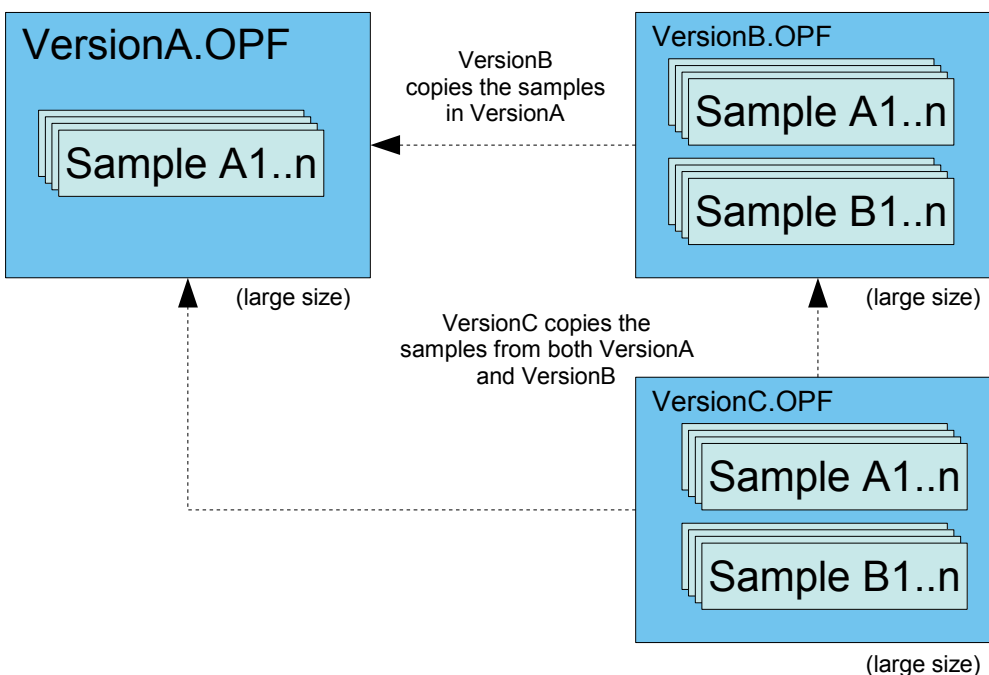 VersionA.OPF
Sample A1..n
(large size)
VersionB
copies the samples
in VersionA
VersionB.OPF
Sample A1..n
Sample B1..n
(large size)
VersionC copies the
samples from both VersionA
and VersionB
VersionC.OPF
Sample A1..n
Sample B1..n
(large size)